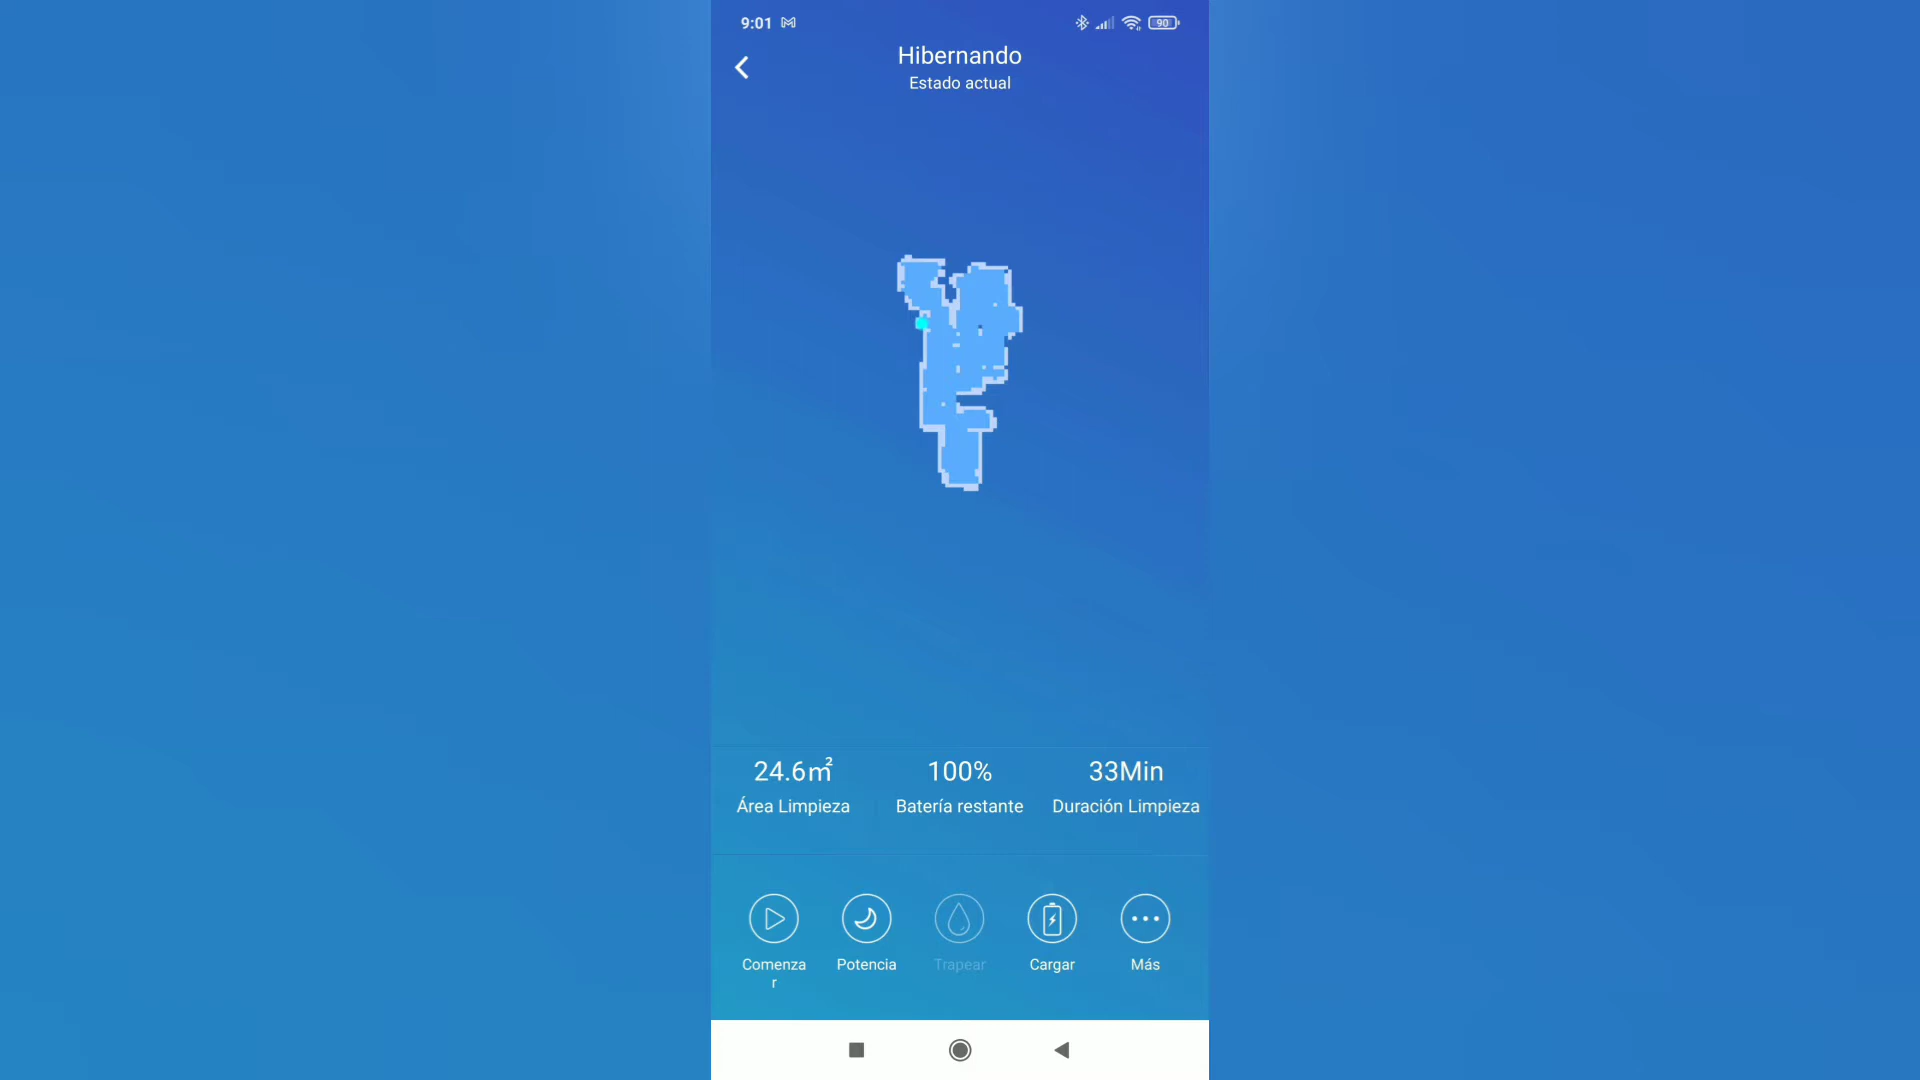 9:01
90
Hibernando
Estado actual
24.6m²
100%
33Min
Área Limpieza
Batería restante
Duración Limpieza
Comenza
r
Potencia
Trapear
Cargar
Más